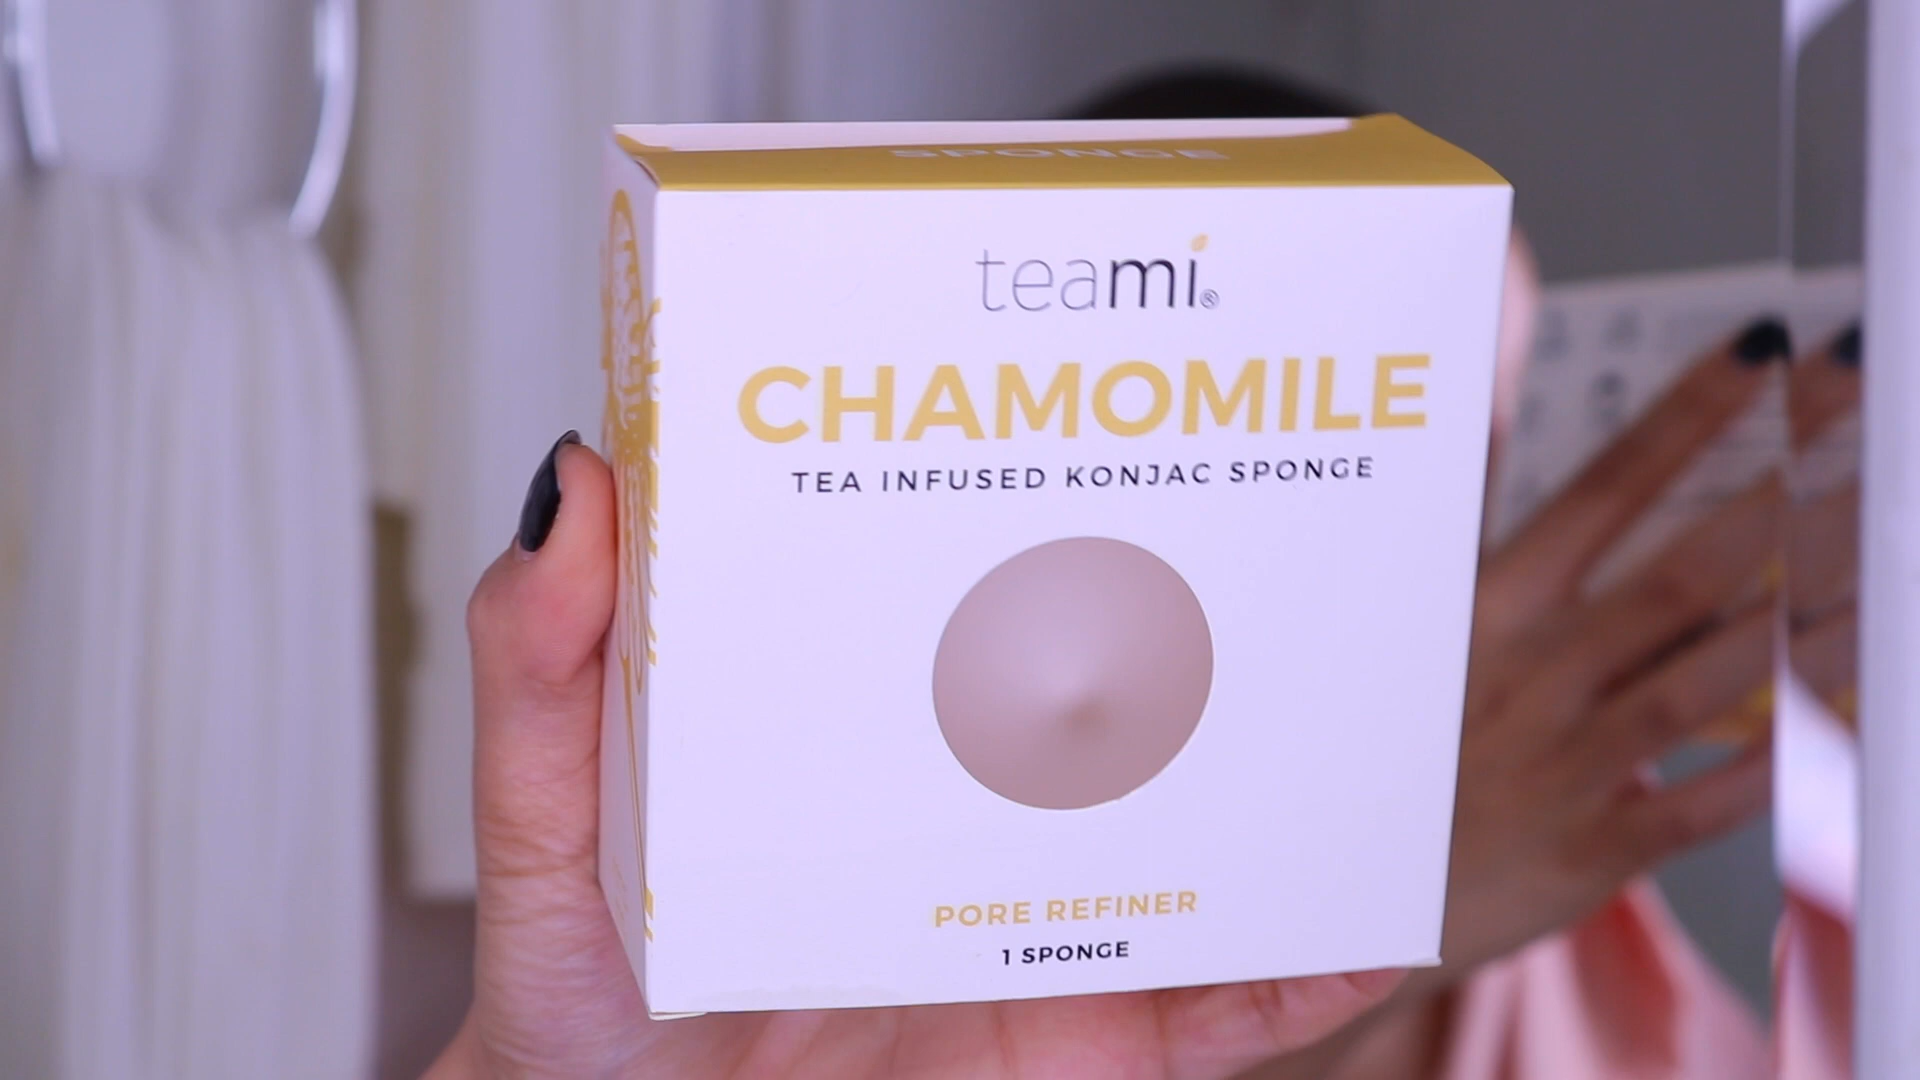 SPONGE
teami®
CHAMOMILE
TEA INFUSED KONJAC SPONGE
PORE REFINER
1 SPONGE